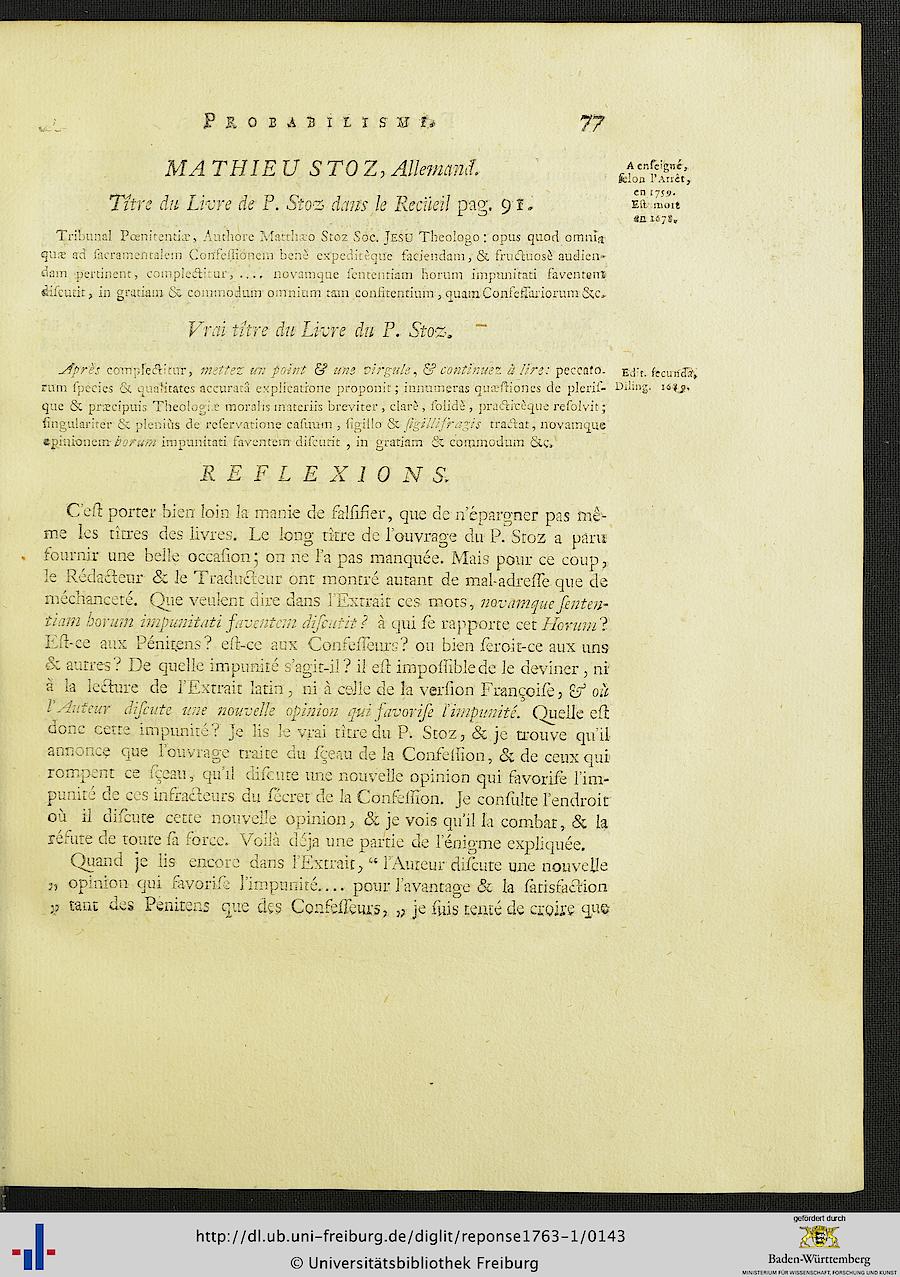 PROBABILISMI.
77
MATHIEU STOZ, Allemand.
Tître du Livre de P. Stoz dans le Recüeil pag. 91.
A enseigné,
selon l'Arrêt,
en 1759.
Est mort
en 1678.
Tribunal Pœnitentiæ, Authore Matthæo Stoz Soc. JESU Theologo: opus quod omnia
quæ ad sacramentalem Confessionem benè expeditèque faciendam, & fructuosè audien-
dam pertinent, complectitur, .... novamque sententiam horum impunitati faventem
discutit, in gratiam & commodum omnium tam confitentium, quam Confessariorum &c.
Vrai tître du Livre du P. Stoz.
Après complectitur, mettez un point & une virgule, & continuez à lire: peccato-
rum species & qualitates accuratâ explicatione proponit; innumeras quæstiones de pleris-
que & præcipuis Theologiæ moralis materiis breviter, clarè, solidè, practicèque resolvit;
singulariter & pleniùs de reservatione casuum, sigillo & sigillifragis tractat, novamque
opinionem horum impunitati faventem discutit, in gratiam & commodum &c.
Edit. secunda,
Diling.
REFLEXIONS.
C'est porter bien loin la manie de falsifier, que de n'épargner pas mê-
me les tîtres des livres. Le long tître de l'ouvrage du P. Stoz a paru
fournir une belle occasion; on ne l'a pas manquée. Mais pour ce coup,
le Rédacteur & le Traducteur ont montré autant de mal-adresse que de
méchanceté. Que veulent dire dans l'Extrait ces mots, novamque senten-
tiam horum impunitati faventem discutit? à qui se rapporte cet Horum?
Est-ce aux Pénitens? est-ce aux Confesseurs? ou bien seroit-ce aux uns
& autres? De quelle impunité s'agit-il? il est impossible de le deviner, ni
à la lecture de l'Extrait latin, ni à celle de la version Françoise, & où
l'Auteur discute une nouvelle opinion qui favorise l'impunité. Quelle est
donc cette impunité? Je lis le vrai tître du P. Stoz, & je trouve qu'il
annonce que l'ouvrage traite du sçeau de la Confession, & de ceux qui
rompent ce sçeau, qu'il discute une nouvelle opinion qui favorise l'im-
punité de ces infracteurs du sécret de la Confession. Je consulte l'endroit
où il discute cette nouvelle opinion, & je vois qu'il la combat, & la
réfute de toute sa force. Voilà déja une partie de l'énigme expliquée.
Quand je lis encore dans l'Extrait, “ l'Auteur discute une nouvelle
„ opinion qui favorise l'impunité.... pour l'avantage & la satisfaction
„ tant des Penitens que des Confesseurs, „ je suis tenté de croire que
http://dl.ub.uni-freiburg.de/diglit/reponse1763-1/0143
© Universitätsbibliothek Freiburg
gefördert durch
Baden-Württemberg
MINISTERIUM FÜR WISSENSCHAFT, FORSCHUNG UND KUNST